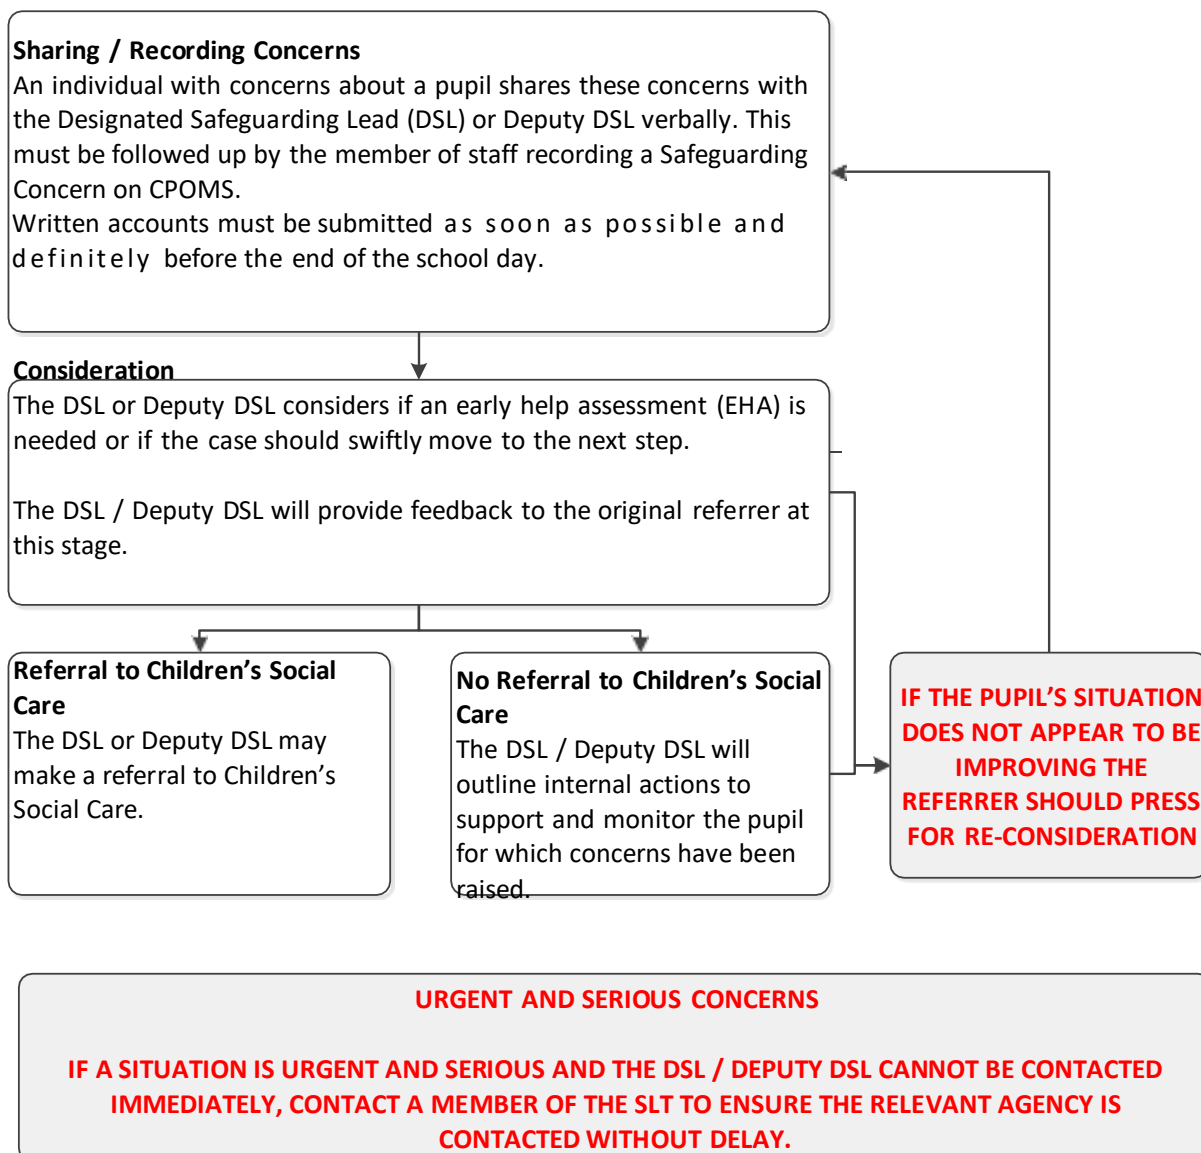 Sharing / Recording Concerns
An individual with concerns about a pupil shares these concerns with
the Designated Safeguarding Lead (DSL) or Deputy DSL verbally. This
must be followed up by the member of staff recording a Safeguarding
Concern on CPOMS.
Written accounts must be submitted as soon as possible and
definitely before the end of the school day.
Consideration
The DSL or Deputy DSL considers if an early help assessment (EHA) is
needed or if the case should swiftly move to the next step.
The DSL / Deputy DSL will provide feedback to the original referrer at
this stage.
Referral to Children’s Social
Care
The DSL or Deputy DSL may
make a referral to Children’s
Social Care.
No Referral to Children’s Social
Care
The DSL / Deputy DSL will
outline internal actions to
support and monitor the pupil
for which concerns have been
raised.
IF THE PUPIL’S SITUATION
DOES NOT APPEAR TO BE
IMPROVING THE
REFERRER SHOULD PRESS
FOR RE-CONSIDERATION
URGENT AND SERIOUS CONCERNS
IF A SITUATION IS URGENT AND SERIOUS AND THE DSL / DEPUTY DSL CANNOT BE CONTACTED
IMMEDIATELY, CONTACT A MEMBER OF THE SLT TO ENSURE THE RELEVANT AGENCY IS
CONTACTED WITHOUT DELAY.